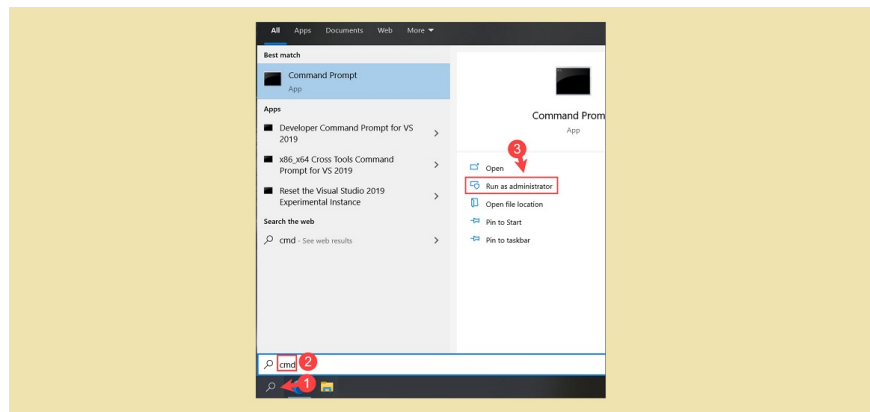 All Apps Documents Web More
Best match
Command Prompt
App
Apps
Developer Command Prompt for VS
2019
x86_x64 Cross Tools Command
Prompt for VS 2019
Reset the Visual Studio 2019
Experimental Instance
Search the web
cmd - See web results
Command Prom
App
3
Open
Run as administrator
Open file location
Pin to Start
Pin to taskbar
cmd 2
1